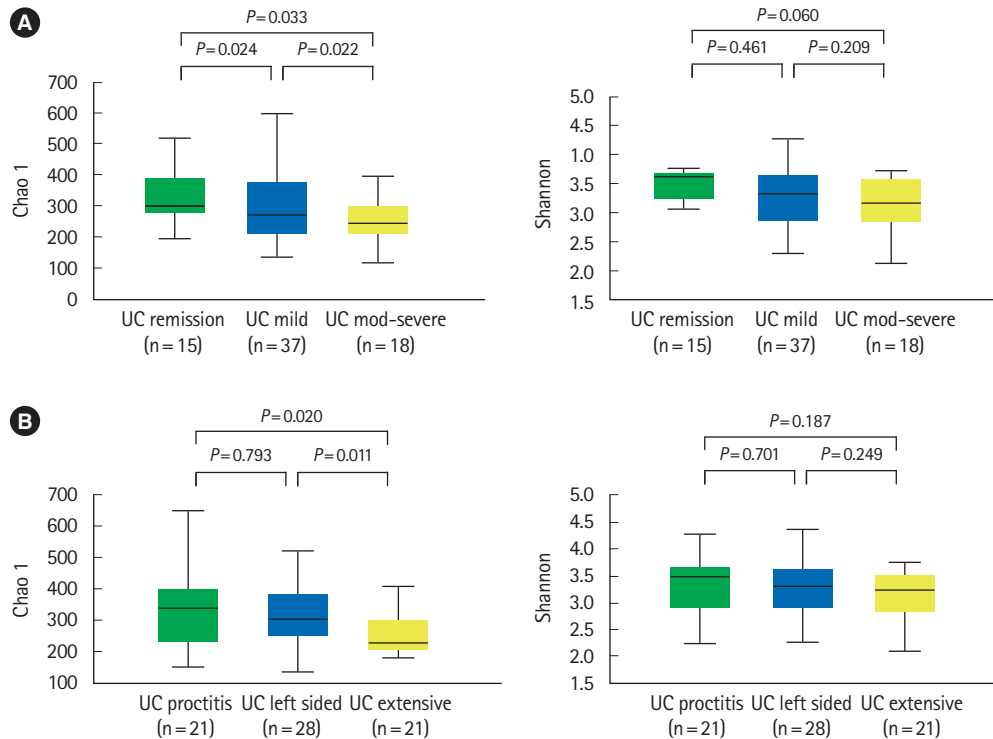 A
P=0.033
P=0.024
P=0.022
700
600
500
400
300
200
100
0
Chao 1
UC remission
(n=15)
UC mild
(n=37)
UC mod-severe
(n=18)
P=0.060
P=0.461
P=0.209
5.0
4.5
1.0
3.5
3.0
2.5
2.0
1.5
Shannon
UC remission
(n=15)
UC mild
(n=37)
UC mod-severe
(n=18)
B
P=0.020
P=0.793
P=0.011
700
600
500
400
300
200
100
Chao 1
UC proctitis
(n=21)
UC left sided
(n=28)
UC extensive
(n=21)
P=0.187
P=0.701
P=0.249
5.0
4.5
4.0
3.5
3.0
2.5
2.0
1.5
Shannon
UC proctitis
(n=21)
UC left sided
(n=28)
UC extensive
(n=21)